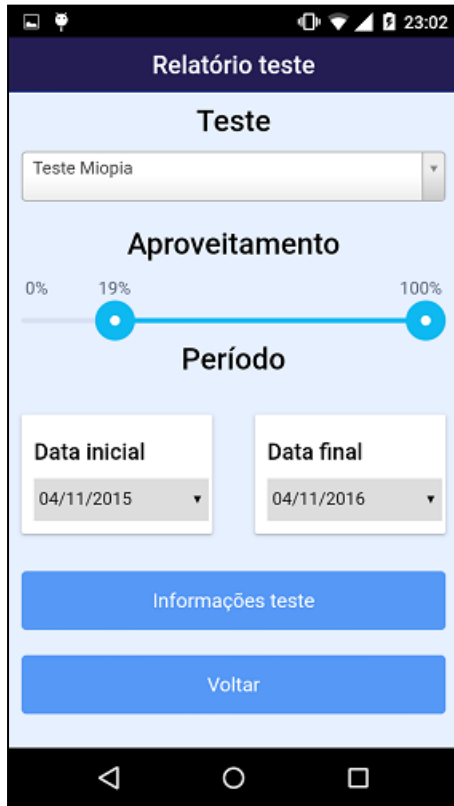 23:02
Relatório teste
Teste
Teste Miopia
Aproveitamento
0% 19% 100%
Período
Data inicial Data final
04/11/2015 04/11/2016
Informações teste
Voltar